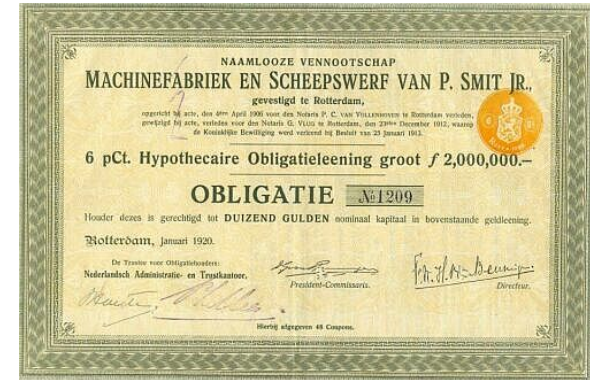 NAAMLOOZE VENNOOTSCHAP
MACHINEFABRIEK EN SCHEEPSWERF VAN P. SMIT JR.,
gevestigd te Rotterdam,
opgericht bij acte, den 4den April 1906 voor den Notaris P. C. VAN VOLLENHOVEN te Rotterdam verleden,
gewijzigd bij acte, verleden voor den Notaris G. VLUG te Rotterdam, den 23sten December 1912, waarop
de Koninklijke Bewilliging werd verleend bij Besluit van 25 Januari 1912.
6 pCt. Hypothecaire Obligatieleening groot ƒ 2,000,000.—
OBLIGATIE No 1209
Houder dezes is gerechtigd tot DUIZEND GULDEN nominaal kapitaal in bovenstaande geldleening.
Rotterdam, Januari 1920.
De Trustee voor Obligatiehouders:
Nederlandsch Administratie- en Trustkantoor,
President-Commissaris.
Directeur.
Hierbij afgegeven 48 Coupons.